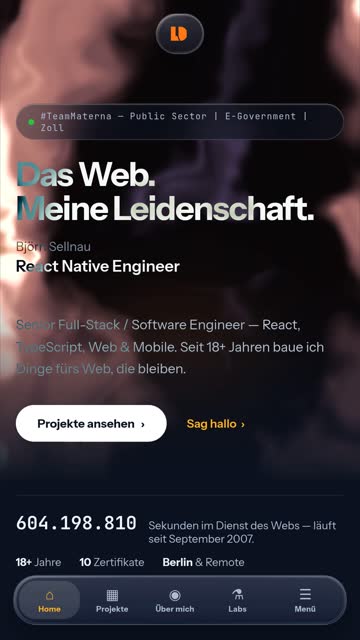 #TeamMaterna — Public Sector | E-Government |
Zoll
Das Web.
Meine Leidenschaft.
Björn Sellnau
React Native Engineer
Senior Full-Stack / Software Engineer — React,
TypeScript, Web & Mobile. Seit 18+ Jahren baue ich
Dinge fürs Web, die bleiben.
Projekte ansehen ›
Sag hallo ›
604.198.810
Sekunden im Dienst des Webs — läuft
seit September 2007.
18+ Jahre
10 Zertifikate
Berlin & Remote
Home
Projekte
Über mich
Labs
Menü